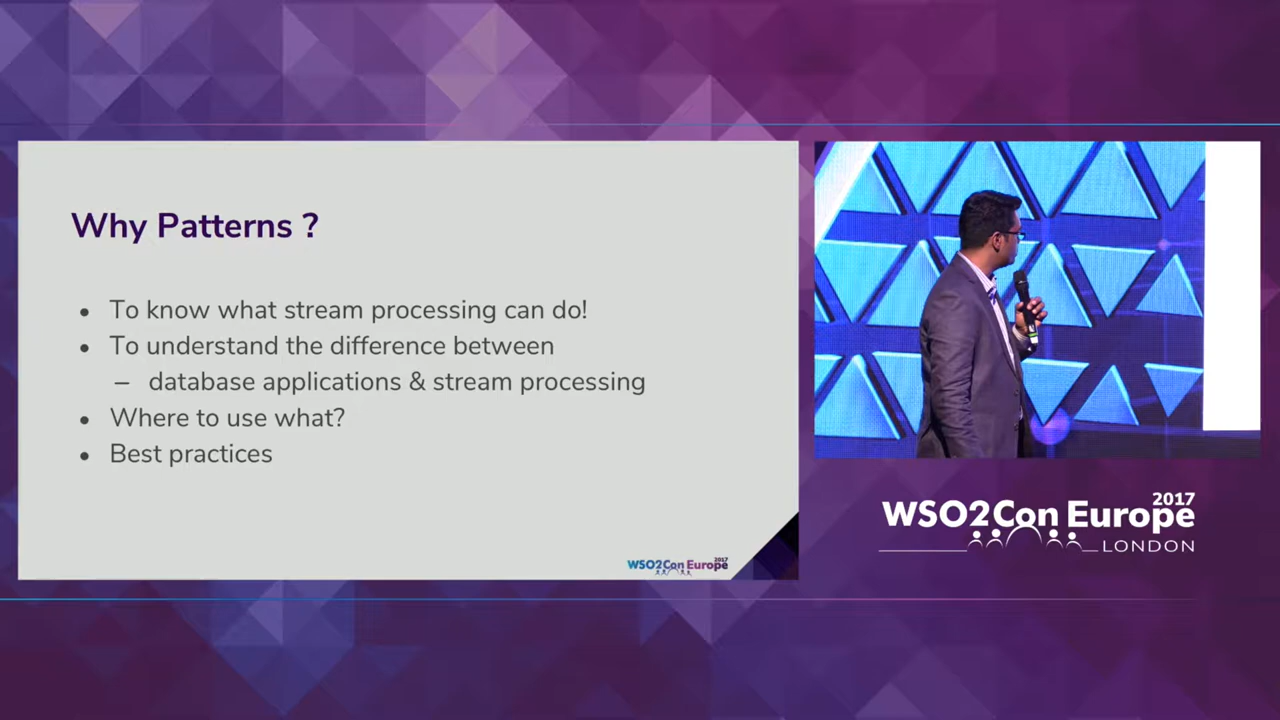 Why Patterns ?
• To know what stream processing can do!
• To understand the difference between
– database applications & stream processing
• Where to use what?
• Best practices
WSO2Con Europe 2017
WSO2Con Europe 2017
LONDON